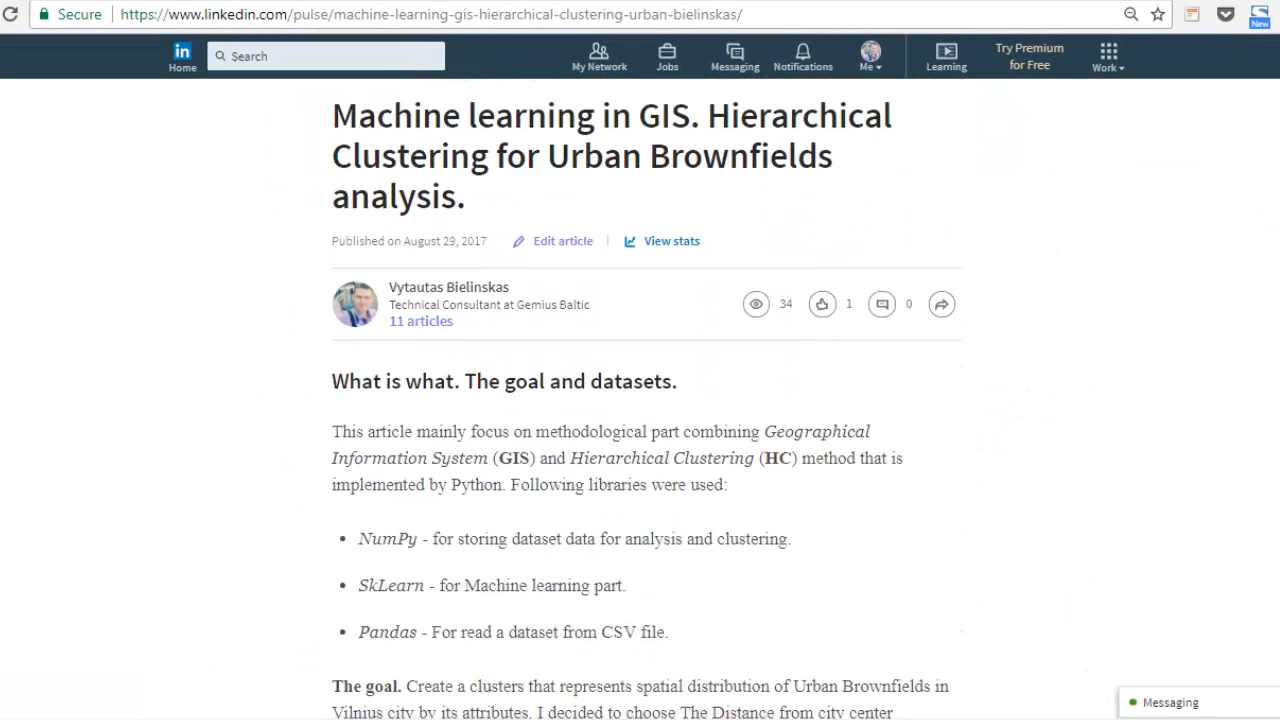 Secure https://www.linkedin.com/pulse/machine-learning-gis-hierarchical-clustering-urban-bielinskas/
New
in Home Search My Network Jobs Messaging Notifications Me Learning Try Premium for Free Work
Machine learning in GIS. Hierarchical
Clustering for Urban Brownfields
analysis.
Published on August 29, 2017 Edit article View stats
Vytautas Bielinskas
Technical Consultant at Gemius Baltic
11 articles
34 1 0
What is what. The goal and datasets.
This article mainly focus on methodological part combining Geographical
Information System (GIS) and Hierarchical Clustering (HC) method that is
implemented by Python. Following libraries were used:
• NumPy - for storing dataset data for analysis and clustering.
• SkLearn - for Machine learning part.
• Pandas - For read a dataset from CSV file.
The goal. Create a clusters that represents spatial distribution of Urban Brownfields in
Vilnius city by its attributes. I decided to choose The Distance from city center
Messaging